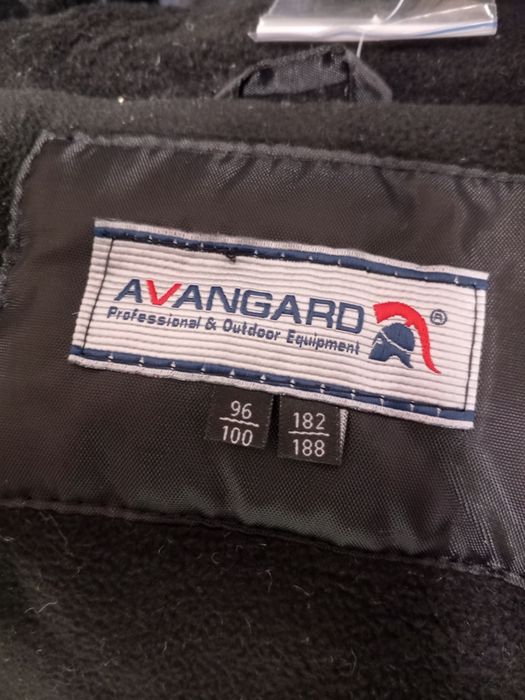 AVANGARD ®
Professional & Outdoor Equipment
96
100
182
188